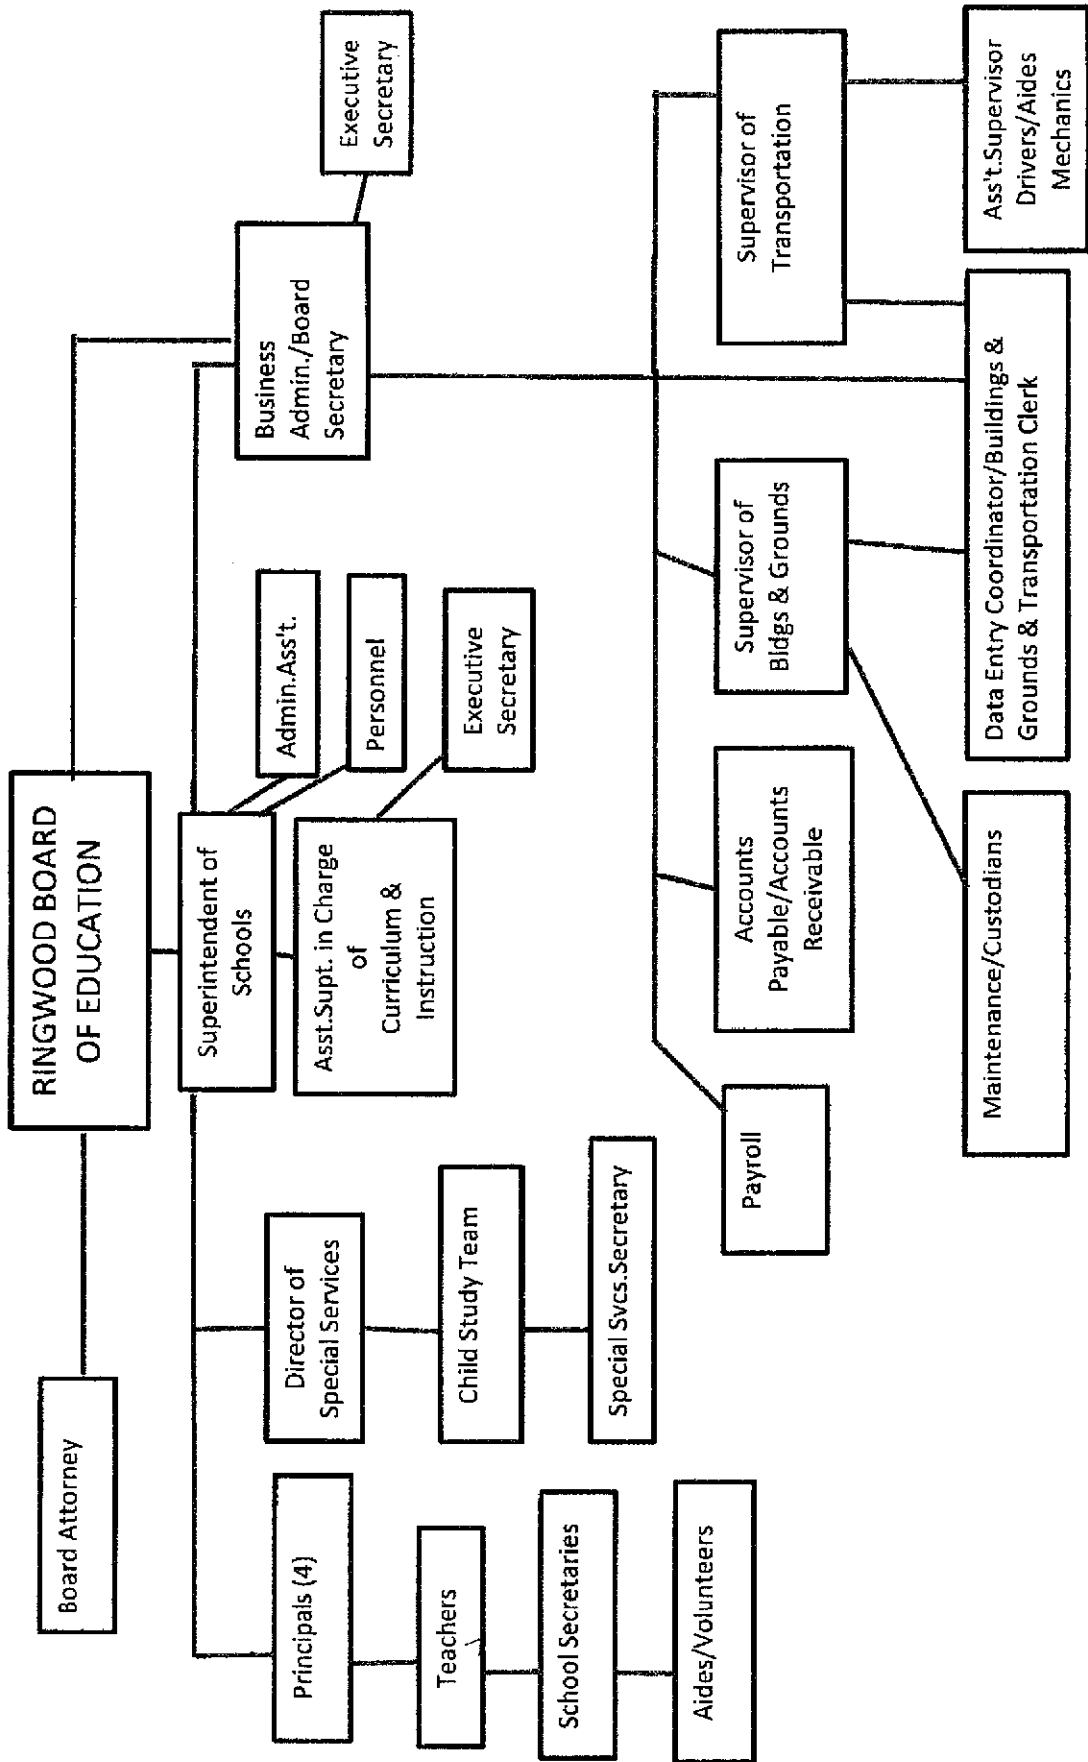 RINGWOOD BOARD
OF EDUCATION
Board Attorney
Superintendent of
Schools
Admin.Ass't.
Personnel
Asst.Supt. in Charge
of
Curriculum &
Instruction
Executive
Secretary
Business
Admin./Board
Secretary
Executive
Secretary
Principals (4)
Teachers
School Secretaries
Aides/Volunteers
Director of
Special Services
Child Study Team
Special Svcs.Secretary
Payroll
Accounts
Payable/Accounts
Receivable
Supervisor of
Bldgs & Grounds
Supervisor of
Transportation
Maintenance/Custodians
Data Entry Coordinator/Buildings &
Grounds & Transportation Clerk
Ass't.Supervisor
Drivers/Aides
Mechanics